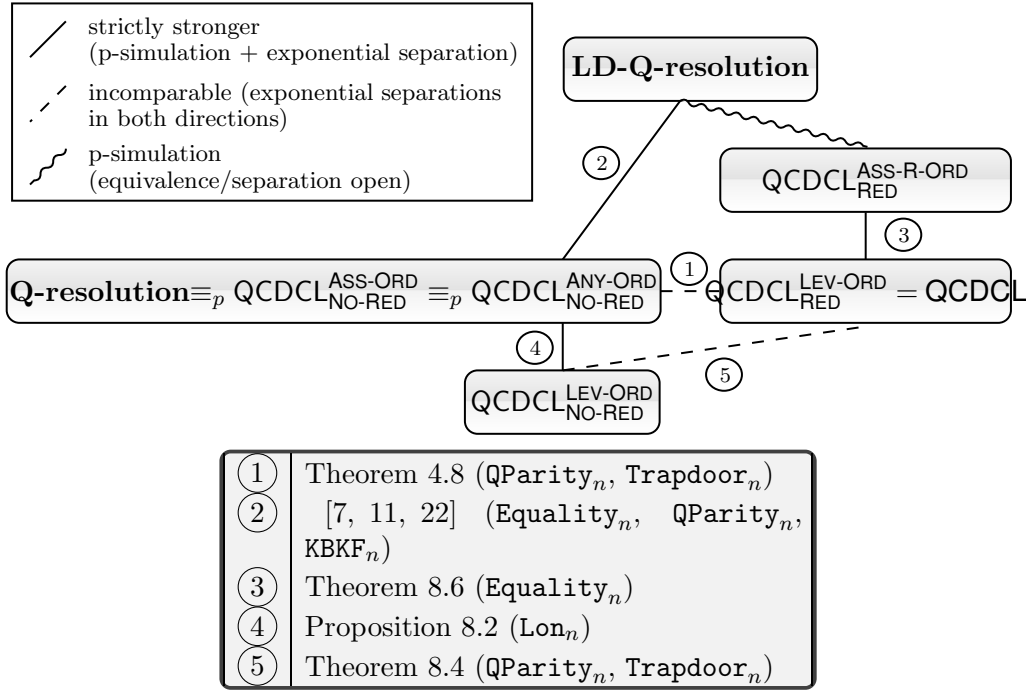 strictly stronger
(p-simulation + exponential separation)
incomparable (exponential separations
in both directions)
p-simulation
(equivalence/separation open)
LD-Q-resolution
2
QCDCL^ASS-R-ORD_RED
3
Q-resolution≡p QCDCL^ASS-ORD_NO-RED ≡p QCDCL^ANY-ORD_NO-RED
1
QCDCL^LEV-ORD_RED = QCDCL
4
5
QCDCL^LEV-ORD_NO-RED
1 Theorem 4.8 (QParity_n, Trapdoor_n)
2 [7, 11, 22] (Equality_n, QParity_n,
KBKF_n)
3 Theorem 8.6 (Equality_n)
4 Proposition 8.2 (Lon_n)
5 Theorem 8.4 (QParity_n, Trapdoor_n)